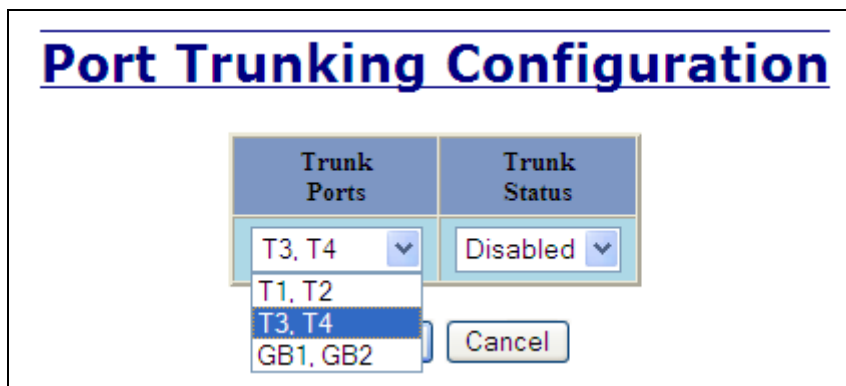 Port Trunking Configuration
Trunk Ports Trunk Status
T3, T4 Disabled
T1, T2
T3, T4
GB1, GB2
Cancel